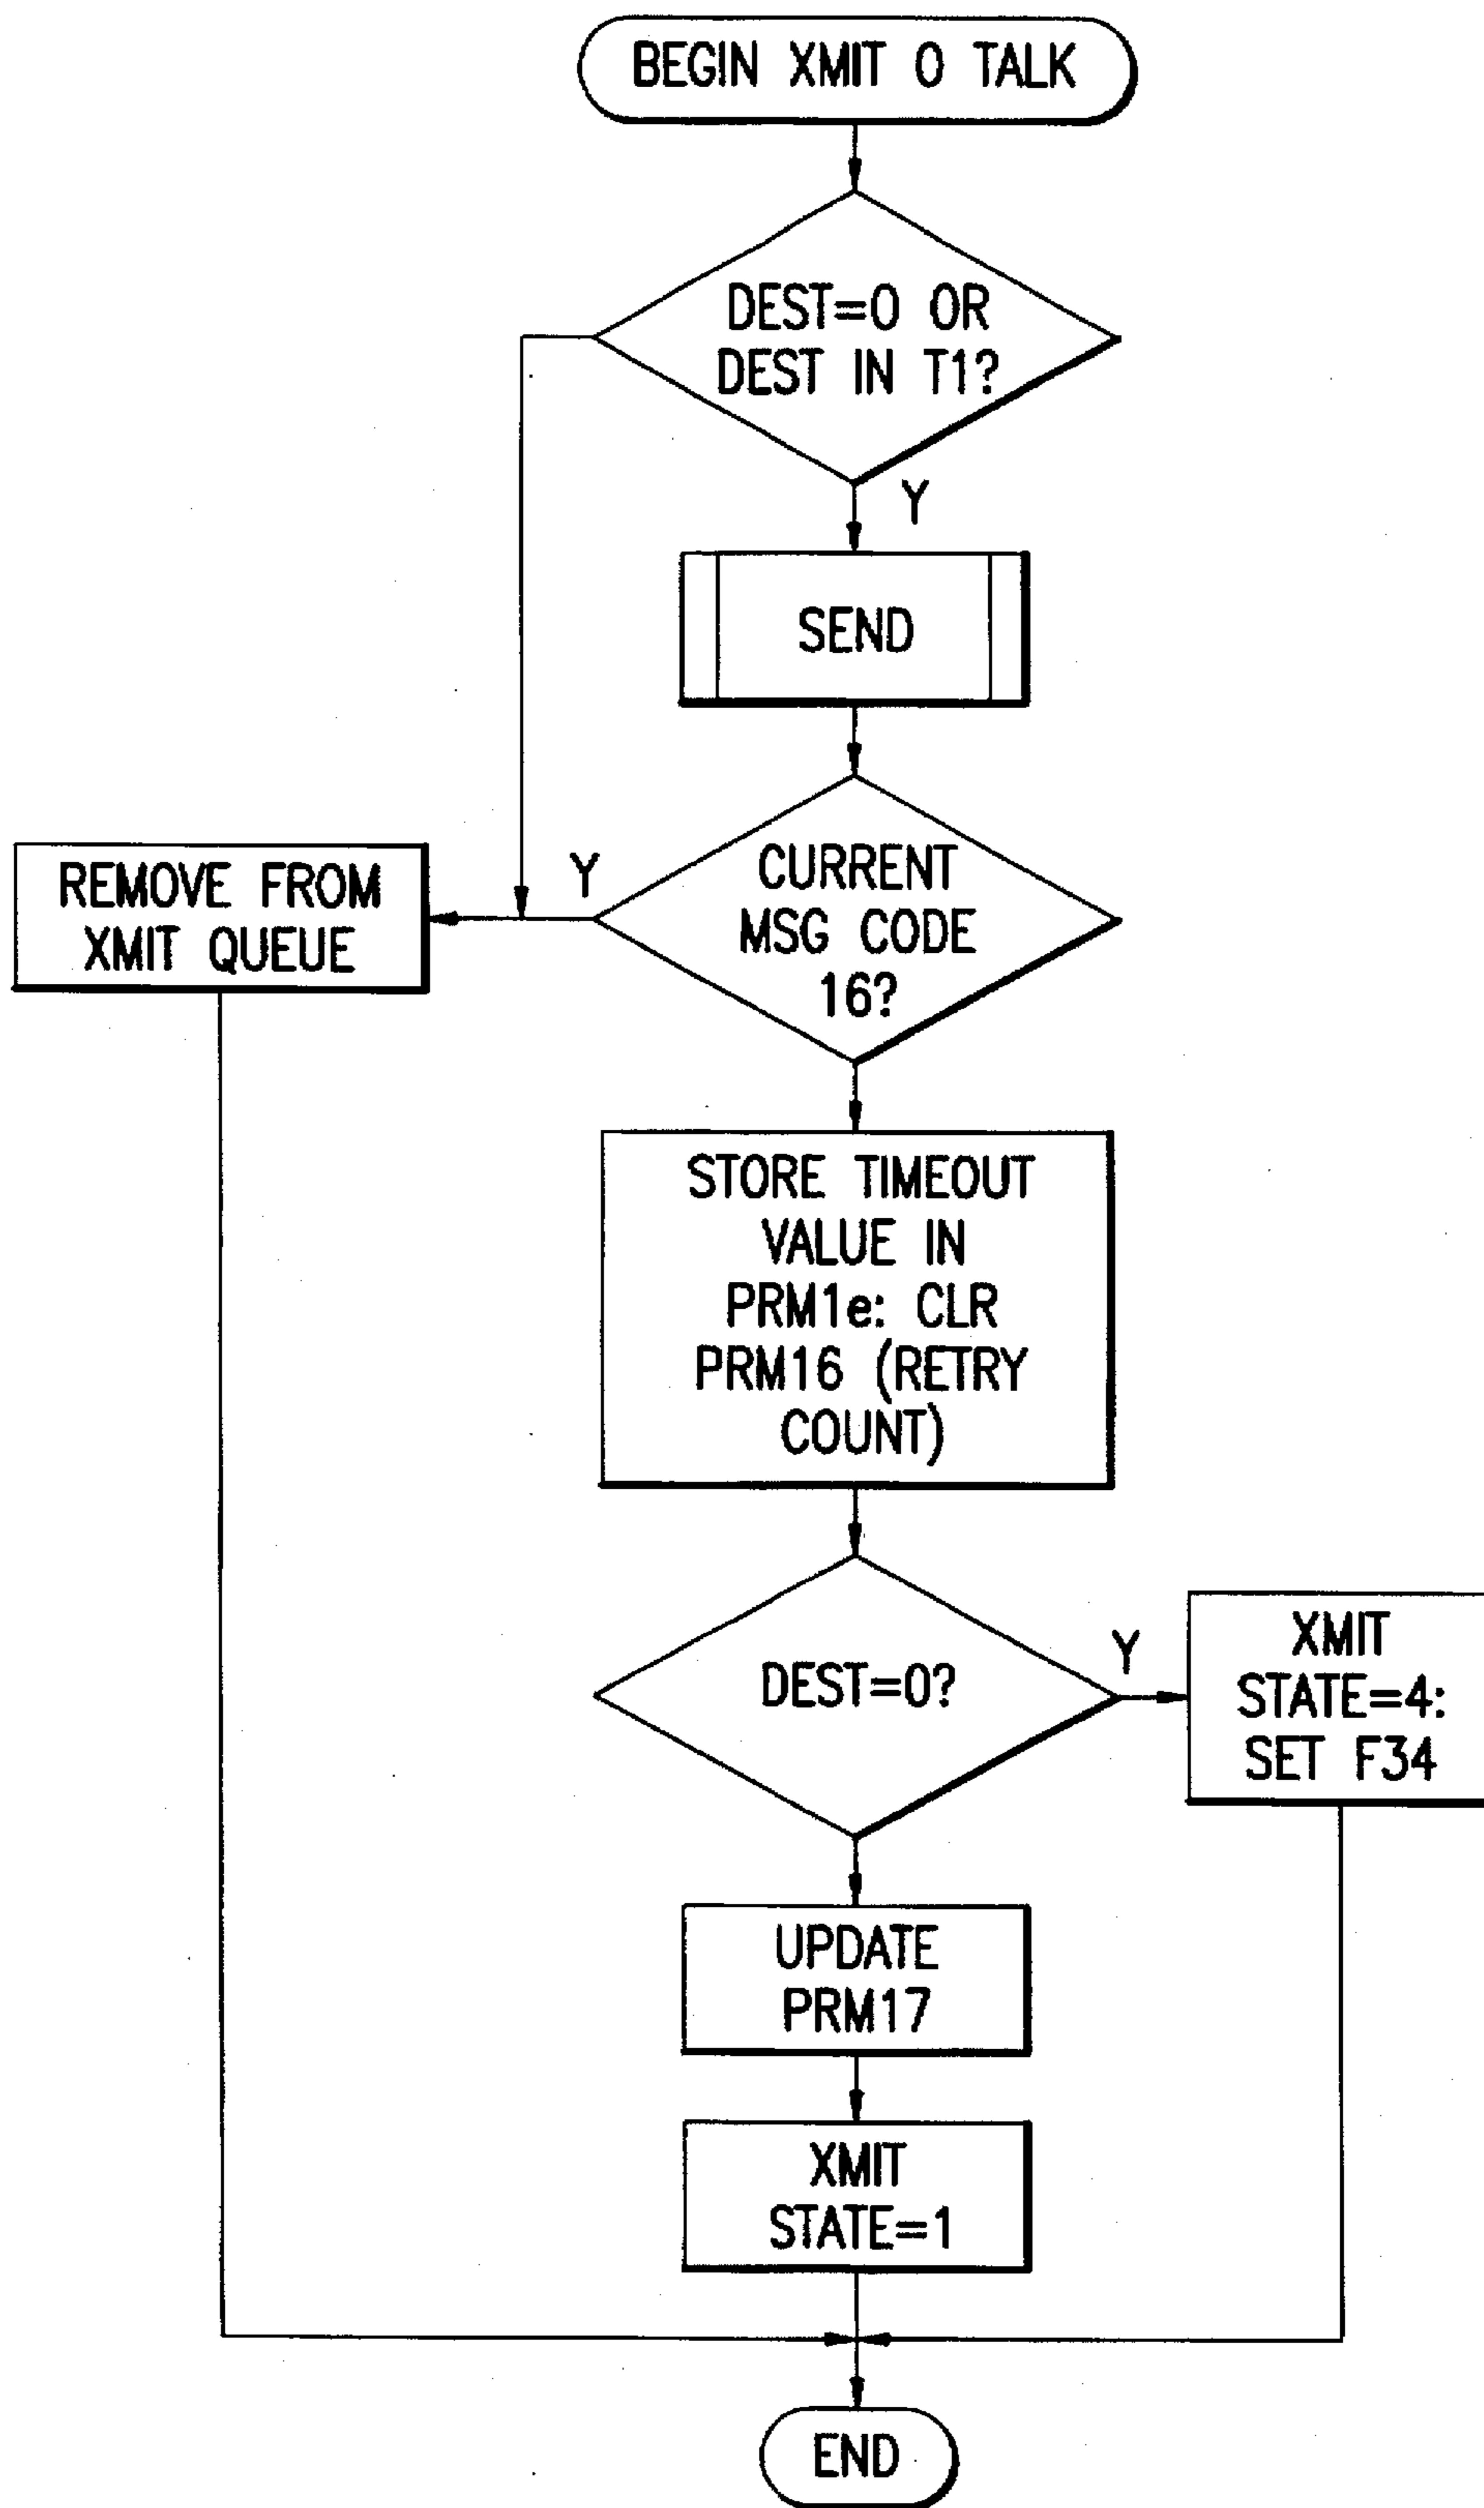 BEGIN XMIT 0 TALK
DEST=0 OR
DEST IN T1?
Y
SEND
CURRENT
MSG CODE
16?
Y
REMOVE FROM
XMIT QUEUE
STORE TIMEOUT
VALUE IN
PRM1e: CLR
PRM16 (RETRY
COUNT)
DEST=0?
Y
XMIT
STATE=4:
SET F34
UPDATE
PRM17
XMIT
STATE=1
END